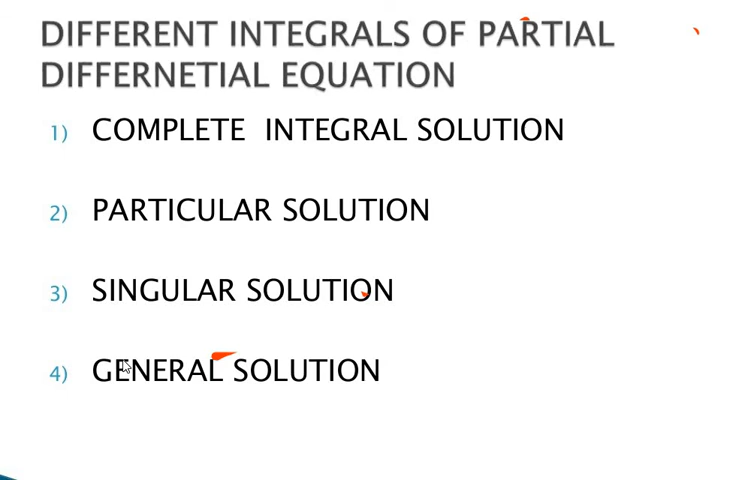 DIFFERENT INTEGRALS OF PARTIAL
DIFFERNETIAL EQUATION
1) COMPLETE INTEGRAL SOLUTION
2) PARTICULAR SOLUTION
3) SINGULAR SOLUTION
4) GENERAL SOLUTION